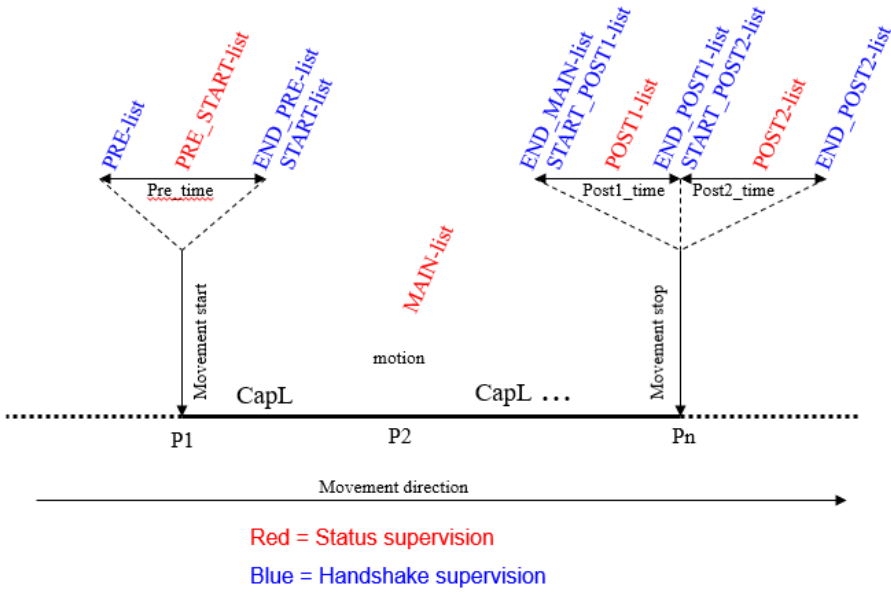 PRE-list
PRE_START-list
END_PRE-list
START-list
END_MAIN-list
START_POST1-list
POST1-list
END_POST1-list
START_POST2-list
POST2-list
END_POST2-list
Pre_time
Post1_time
Post2_time
MAIN-list
Movement start
Movement stop
motion
CapL
CapL ...
P1
P2
Pn
Movement direction
Red = Status supervision
Blue = Handshake supervision